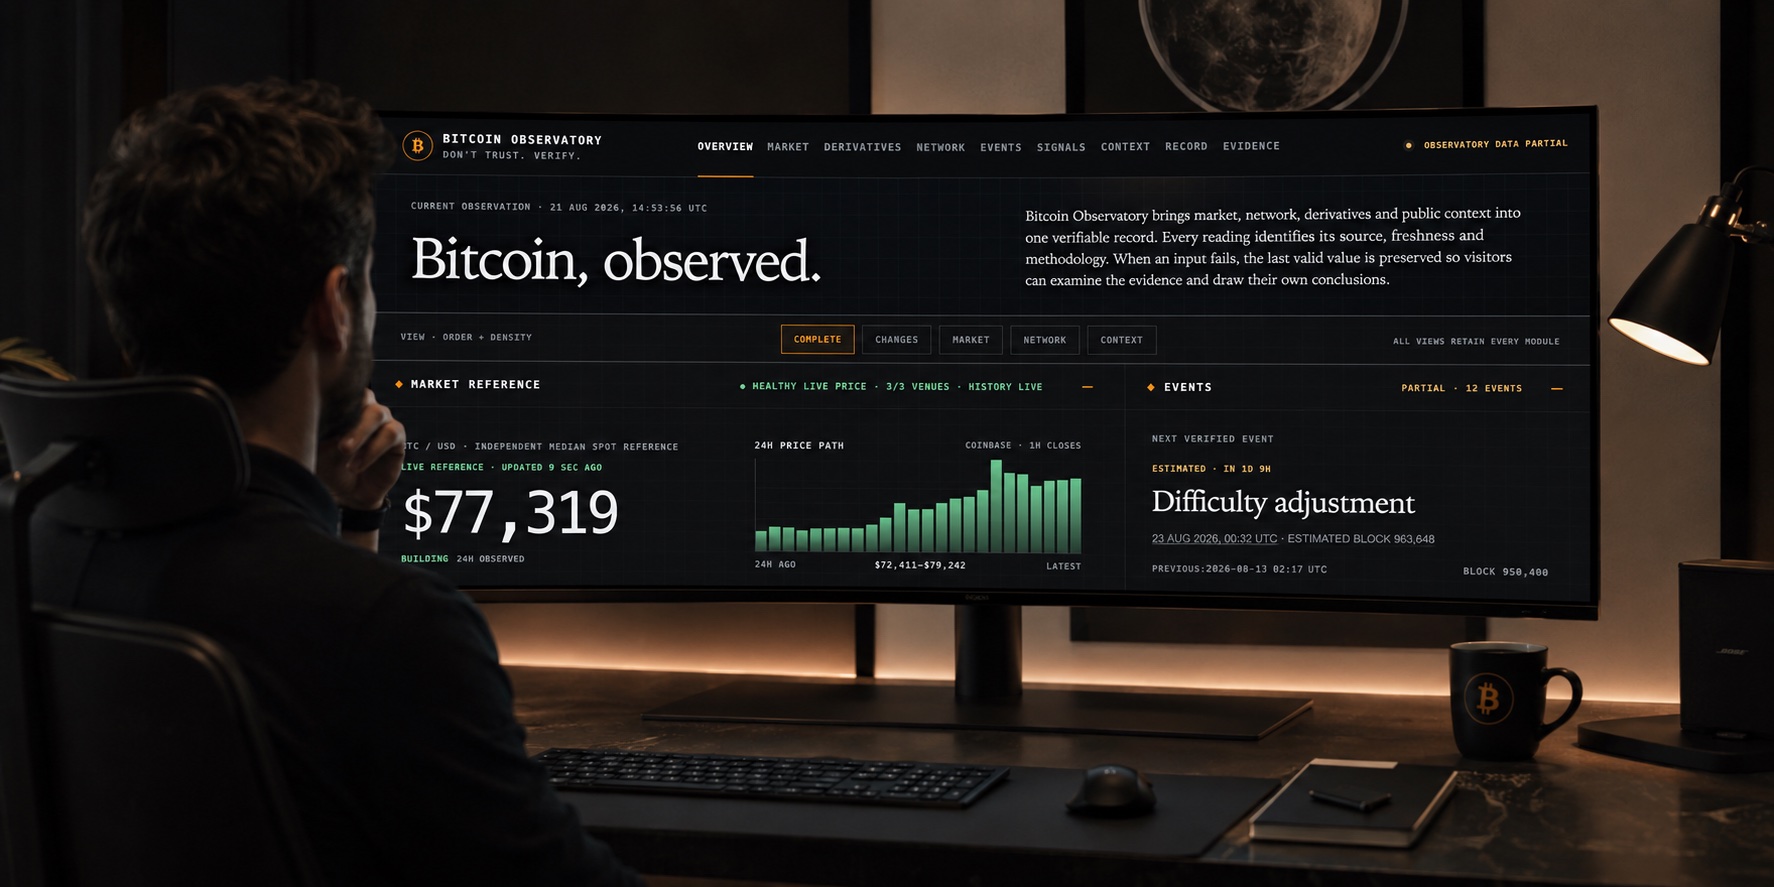 BITCOIN OBSERVATORY
DON'T TRUST. VERIFY.
OVERVIEW MARKET DERIVATIVES NETWORK EVENTS SIGNALS CONTEXT RECORD EVIDENCE
OBSERVATORY DATA PARTIAL
CURRENT OBSERVATION · 21 AUG 2026, 14:53:56 UTC
Bitcoin, observed.
Bitcoin Observatory brings market, network, derivatives and public context into
one verifiable record. Every reading identifies its source, freshness and
methodology. When an input fails, the last valid value is preserved so visitors
can examine the evidence and draw their own conclusions.
VIEW · ORDER + DENSITY
COMPLETE CHANGES MARKET NETWORK CONTEXT
ALL VIEWS RETAIN EVERY MODULE
MARKET REFERENCE
HEALTHY LIVE PRICE · 3/3 VENUES · HISTORY LIVE
TC / USD · INDEPENDENT MEDIAN SPOT REFERENCE
LIVE REFERENCE · UPDATED 9 SEC AGO
$77,319
BUILDING 24H OBSERVED
24H PRICE PATH
COINBASE · 1H CLOSES
24H AGO
$72,411–$79,242
LATEST
EVENTS
PARTIAL · 12 EVENTS
NEXT VERIFIED EVENT
ESTIMATED · IN 1D 9H
Difficulty adjustment
23 AUG 2026, 00:32 UTC · ESTIMATED BLOCK 963,648
PREVIOUS:2026-08-13 02:17 UTC
BLOCK 950,400
BOSE